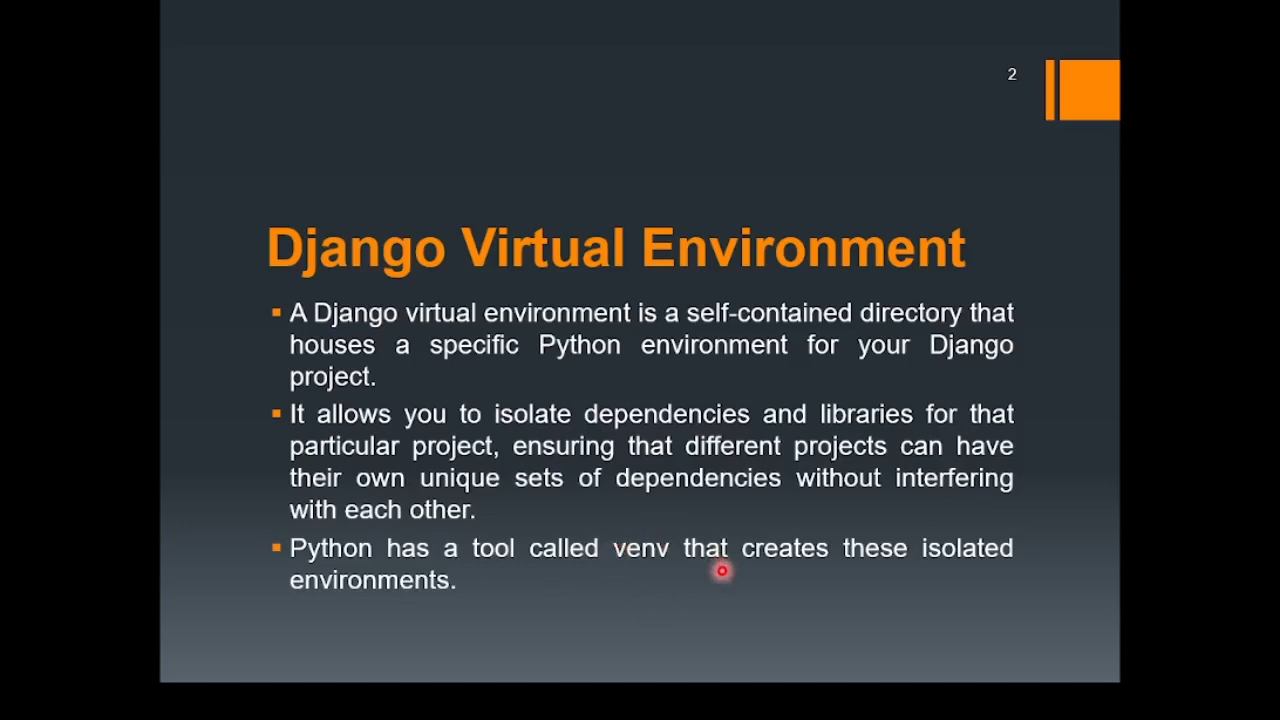 2
Django Virtual Environment
▪ A Django virtual environment is a self-contained directory that
houses a specific Python environment for your Django
project.
▪ It allows you to isolate dependencies and libraries for that
particular project, ensuring that different projects can have
their own unique sets of dependencies without interfering
with each other.
▪ Python has a tool called venv that creates these isolated
environments.